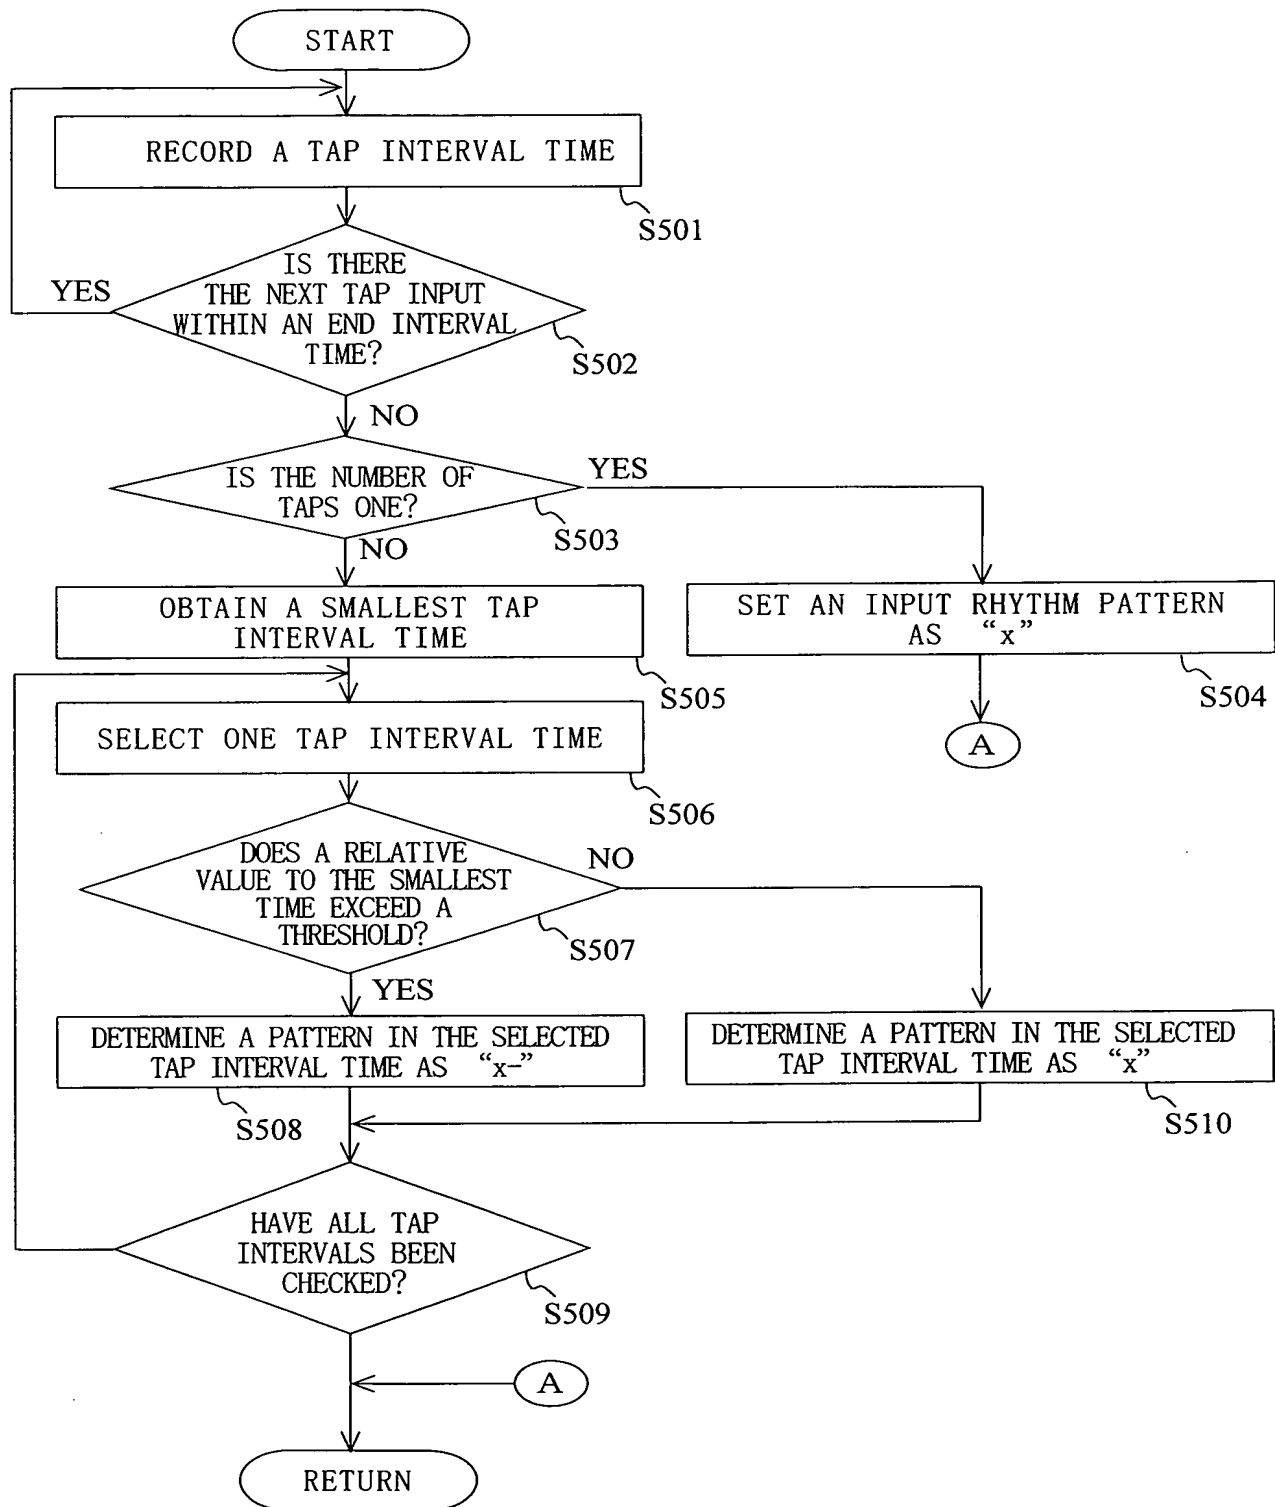 START
RECORD A TAP INTERVAL TIME
S501
IS THERE
THE NEXT TAP INPUT
WITHIN AN END INTERVAL
TIME?
YES
S502
NO
IS THE NUMBER OF
TAPS ONE?
YES
S503
NO
OBTAIN A SMALLEST TAP
INTERVAL TIME
S505
SET AN INPUT RHYTHM PATTERN
AS “x”
S504
A
SELECT ONE TAP INTERVAL TIME
S506
DOES A RELATIVE
VALUE TO THE SMALLEST
TIME EXCEED A
THRESHOLD?
NO
S507
YES
DETERMINE A PATTERN IN THE SELECTED
TAP INTERVAL TIME AS “x-”
S508
DETERMINE A PATTERN IN THE SELECTED
TAP INTERVAL TIME AS “x”
S510
HAVE ALL TAP
INTERVALS BEEN
CHECKED?
S509
A
RETURN